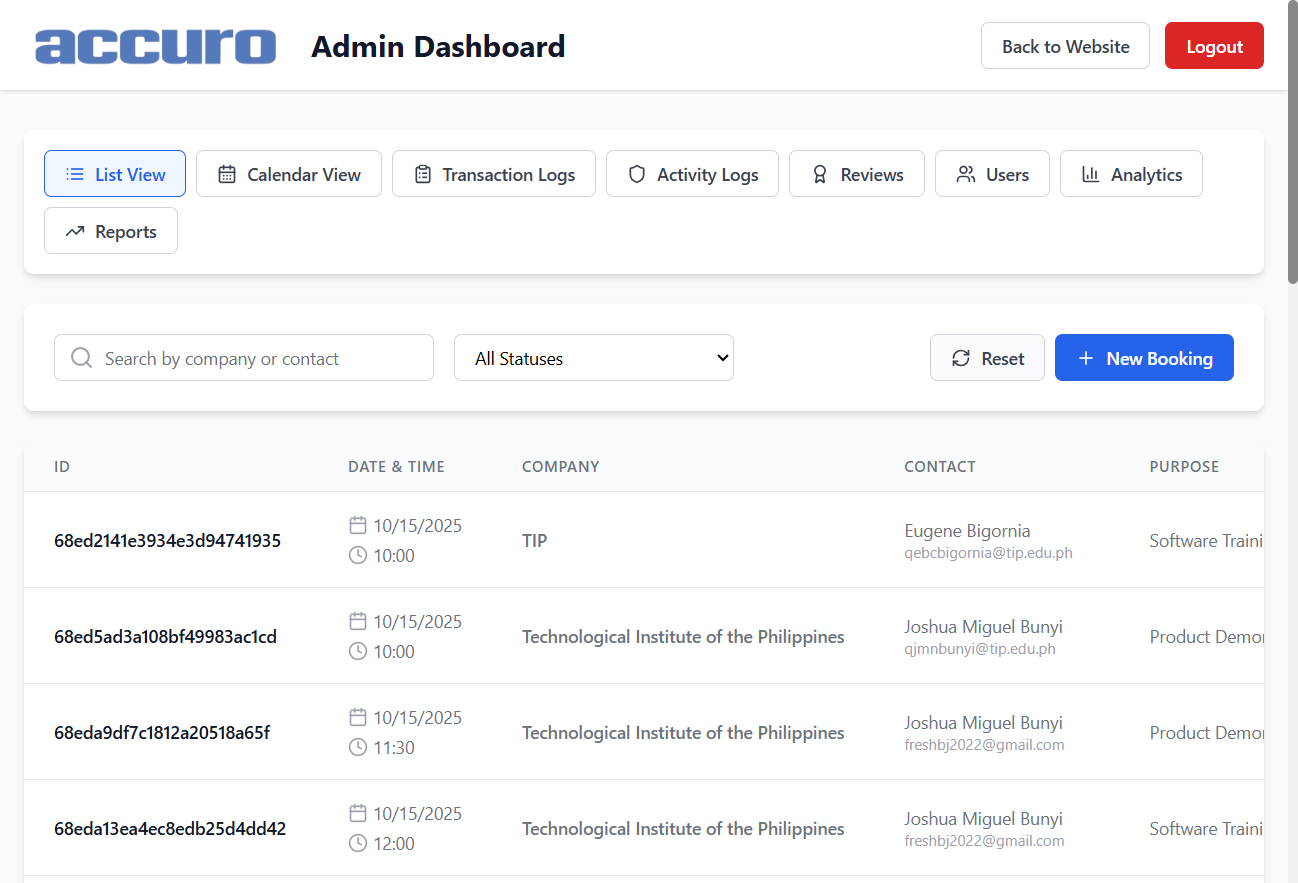 accuro Admin Dashboard Back to Website Logout
List View Calendar View Transaction Logs Activity Logs Reviews Users Analytics
Reports
Search by company or contact All Statuses Reset New Booking
ID DATE & TIME COMPANY CONTACT PURPOSE
68ed2141e3934e3d94741935 10/15/2025 10:00 TIP Eugene Bigornia qebcbigornia@tip.edu.ph Software Traini
68ed5ad3a108bf49983ac1cd 10/15/2025 10:00 Technological Institute of the Philippines Joshua Miguel Bunyi qjmnbunyi@tip.edu.ph Product Demor
68eda9df7c1812a20518a65f 10/15/2025 11:30 Technological Institute of the Philippines Joshua Miguel Bunyi freshbj2022@gmail.com Product Demor
68eda13ea4ec8edb25d4dd42 10/15/2025 12:00 Technological Institute of the Philippines Joshua Miguel Bunyi freshbj2022@gmail.com Software Traini